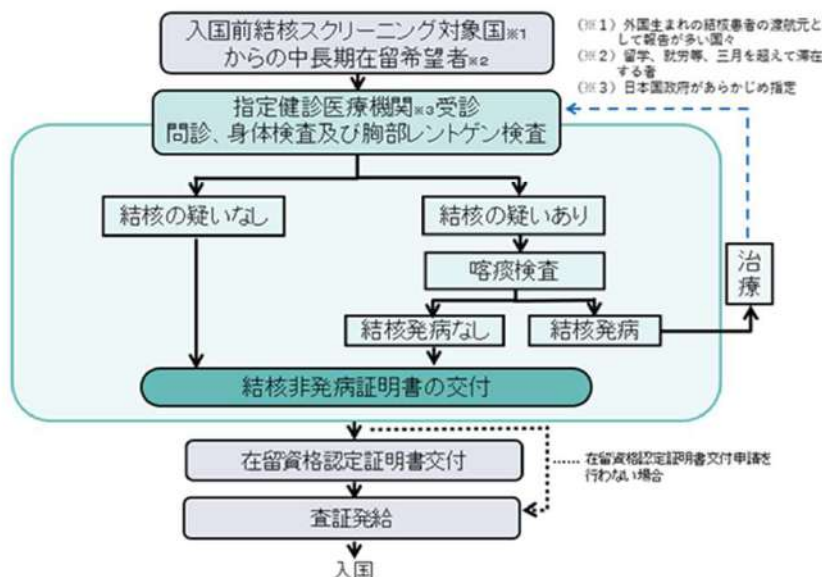 入国前結核スクリーニング対象国※1
からの中長期在留希望者※2
（※１）外国生まれの結核患者の渡航元と
して報告が多い国々
（※２）留学、就労等、三月を超えて滞在
する者
（※３）日本国政府があらかじめ指定
指定健診医療機関※3受診
問診、身体検査及び胸部レントゲン検査
結核の疑いなし
結核の疑いあり
喀痰検査
治療
結核発病なし
結核発病
結核非発病証明書の交付
在留資格認定証明書交付
在留資格認定証明書交付申請を
行わない場合
査証発給
入国